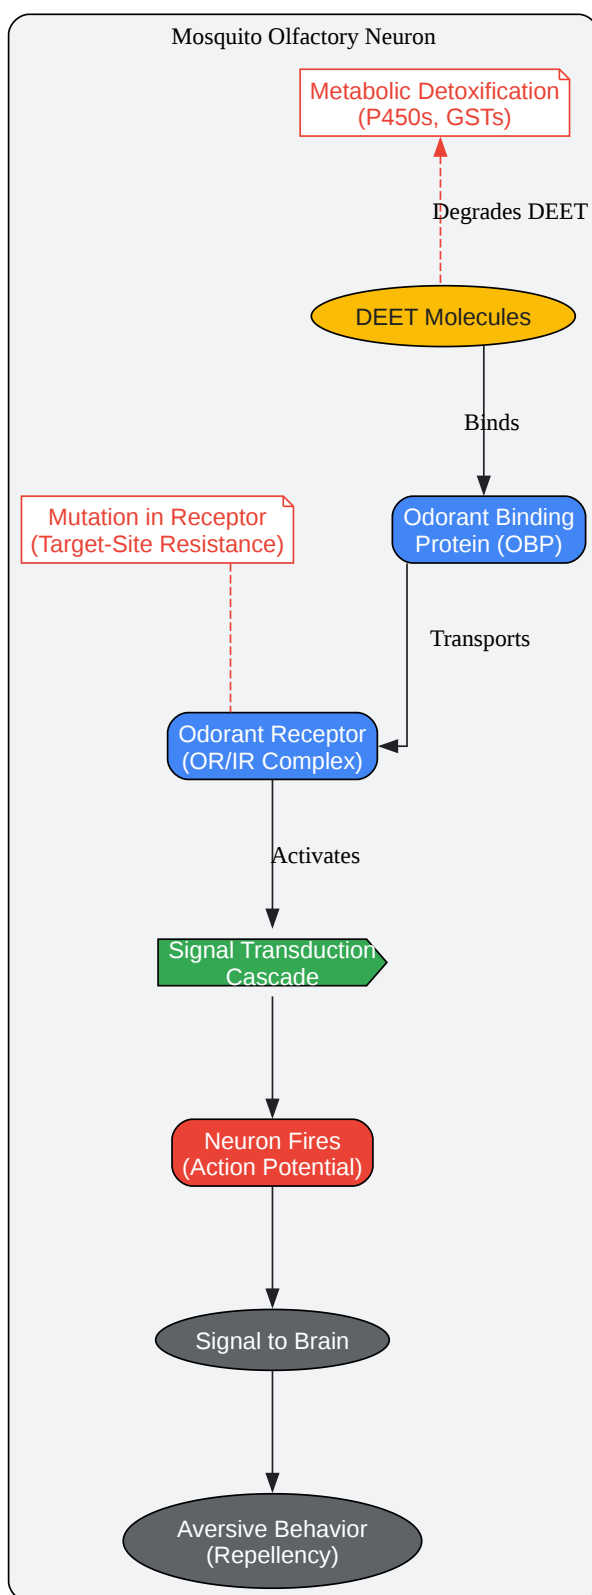 Mosquito Olfactory Neuron
Metabolic Detoxification
(P450s, GSTs)
Degrades DEET
DEET Molecules
Binds
Mutation in Receptor
(Target-Site Resistance)
Odorant Binding
Protein (OBP)
Transports
Odorant Receptor
(OR/IR Complex)
Activates
Signal Transduction
Cascade
Neuron Fires
(Action Potential)
Signal to Brain
Aversive Behavior
(Repellency)